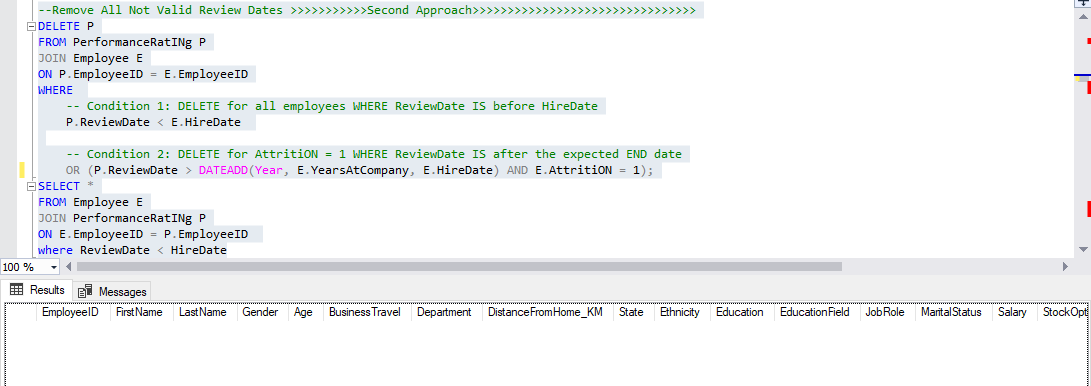 --Remove All Not Valid Review Dates >>>>>>>>>>>Second Approach>>>>>>>>>>>>>>>>>>>>>>>>>>>>>>>>
DELETE P
FROM PerformanceRatINg P
JOIN Employee E
ON P.EmployeeID = E.EmployeeID
WHERE
-- Condition 1: DELETE for all employees WHERE ReviewDate IS before HireDate
P.ReviewDate < E.HireDate
-- Condition 2: DELETE for AttritiON = 1 WHERE ReviewDate IS after the expected END date
OR (P.ReviewDate > DATEADD(Year, E.YearsAtCompany, E.HireDate) AND E.AttritiON = 1);
SELECT *
FROM Employee E
JOIN PerformanceRatINg P
ON E.EmployeeID = P.EmployeeID
where ReviewDate < HireDate
100 %
Results Messages
EmployeeID FirstName LastName Gender Age BusinessTravel Department DistanceFromHome_KM State Ethnicity Education EducationField JobRole MaritalStatus Salary StockOpt